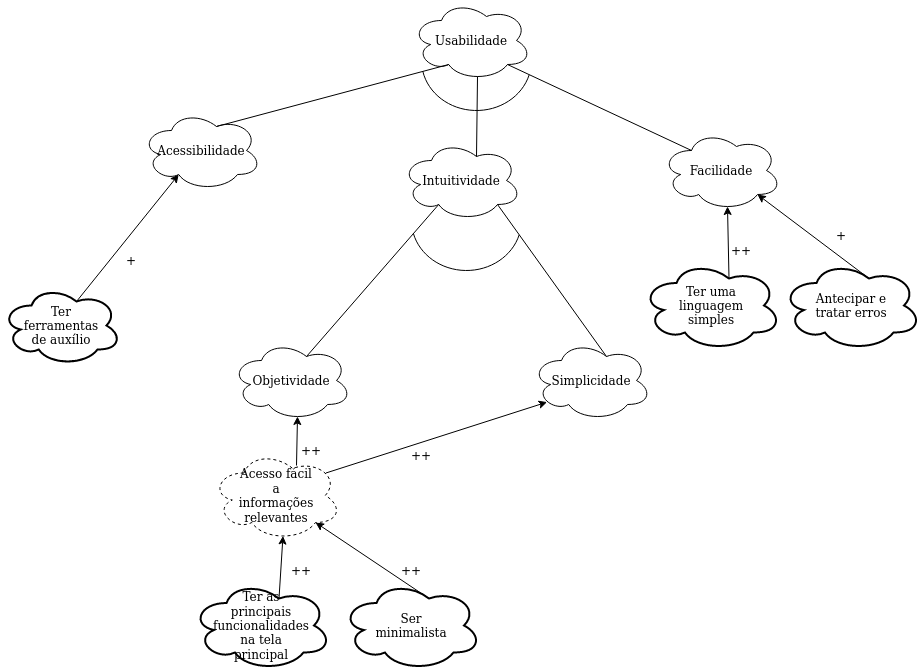 Usabilidade
Acessibilidade
Intuitividade
Facilidade
+
++
+
Ter
ferramentas
de auxílio
Ter uma
linguagem
simples
Antecipar e
tratar erros
Objetividade
Simplicidade
++
++
Acesso fácil
a
informações
relevantes
++
++
Ter as
principais
funcionalidades
na tela
principal
Ser
minimalista